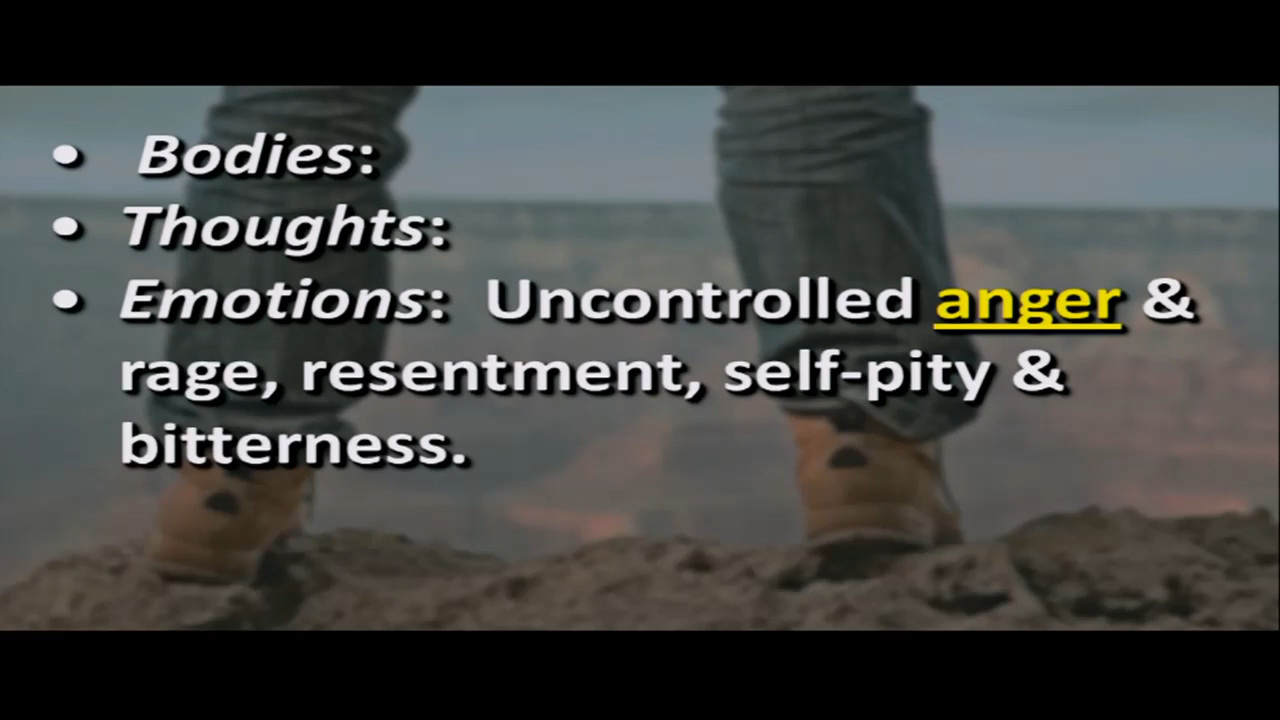 • Bodies:
• Thoughts:
• Emotions: Uncontrolled anger &
rage, resentment, self-pity &
bitterness.